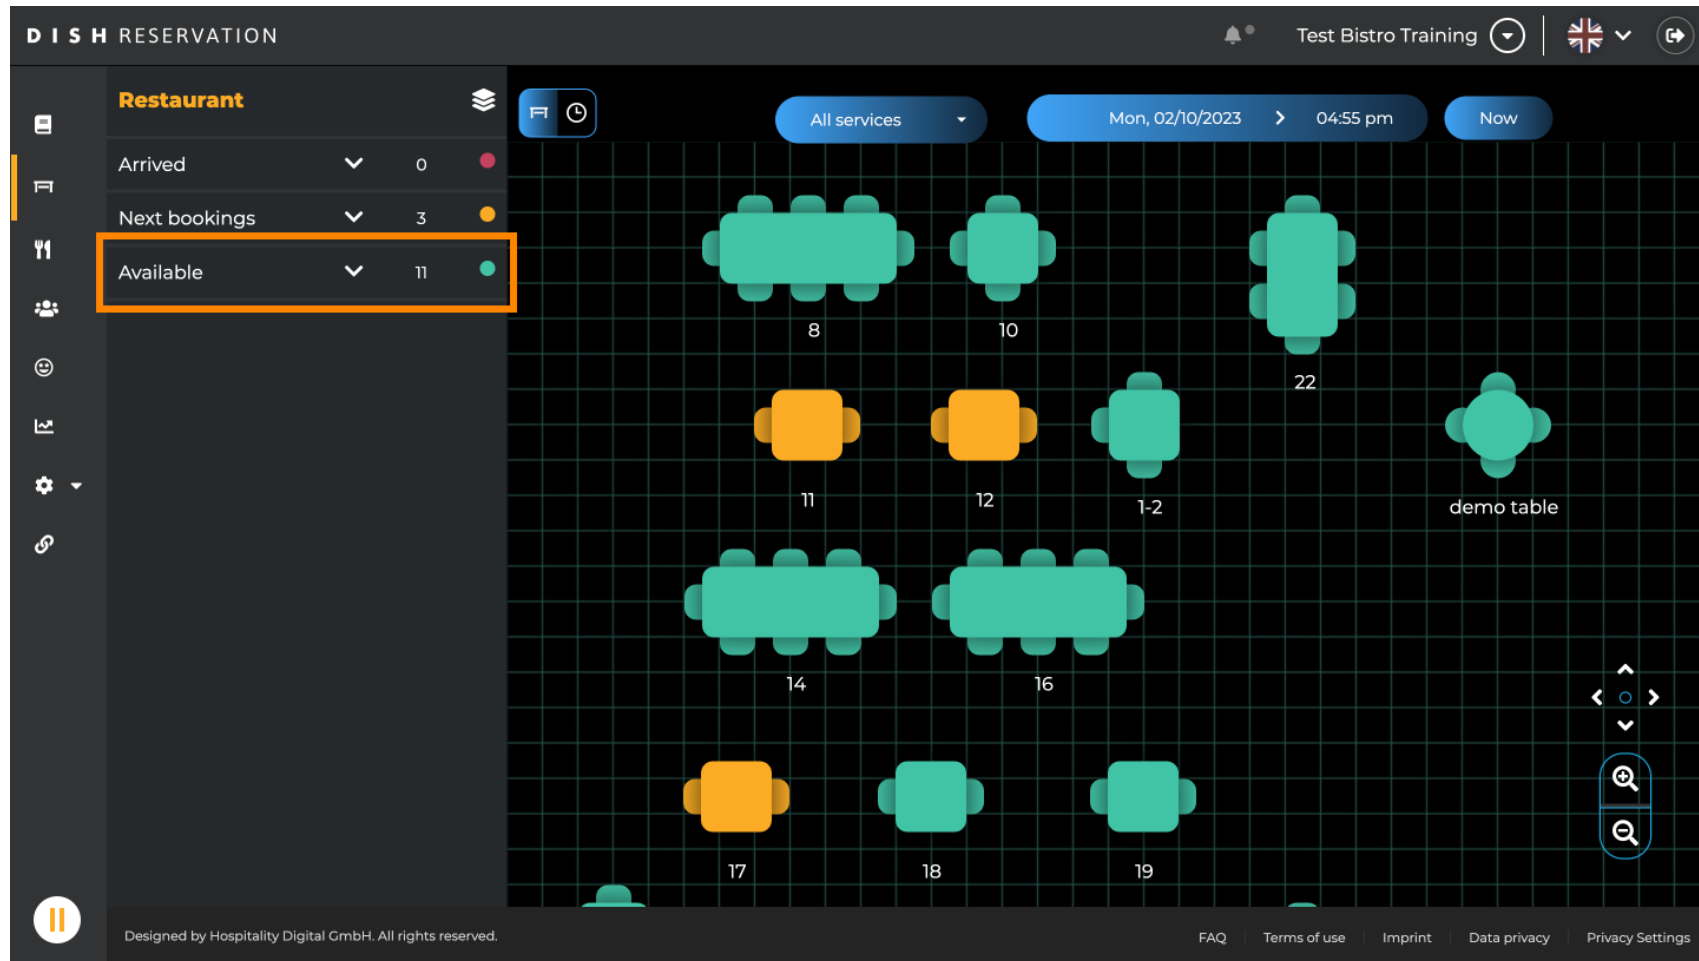 DISH RESERVATION
Test Bistro Training
Restaurant
All services
Mon, 02/10/2023
04:55 pm
Now
Arrived 0
Next bookings 3
Available 11
8
10
22
11
12
1-2
demo table
14
16
17
18
19
Designed by Hospitality Digital GmbH. All rights reserved.
FAQ
Terms of use
Imprint
Data privacy
Privacy Settings